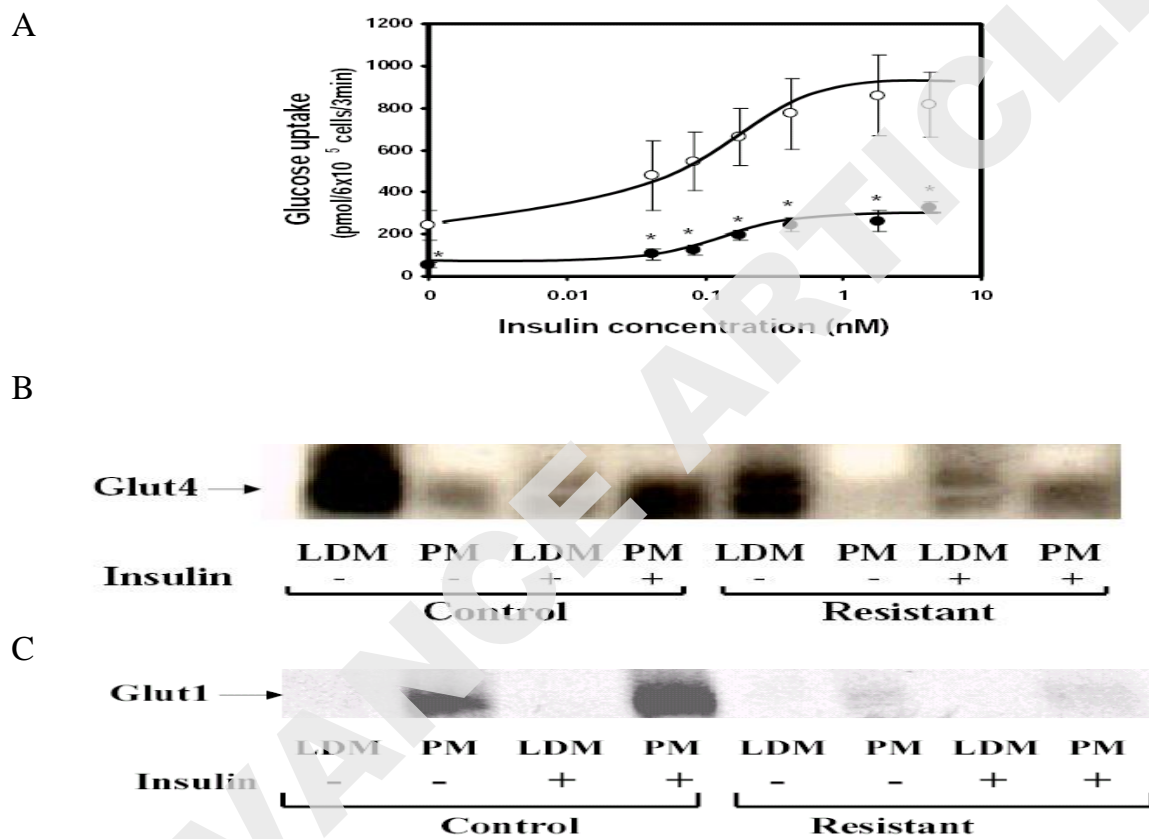 A
1200
1000
800
600
400
200
0
Glucose uptake
(pmol/6x10 5 cells/3min)
* * * * * * *
0 0.01 0.1 1 10
Insulin concentration (nM)
B
Glut4
LDM PM LDM PM LDM PM LDM PM
Insulin - - + + - - + +
Control Resistant
C
Glut1
LDM PM LDM PM LDM PM LDM PM
Insulin - - + + - - + +
Control Resistant
VANCE ARTICLE